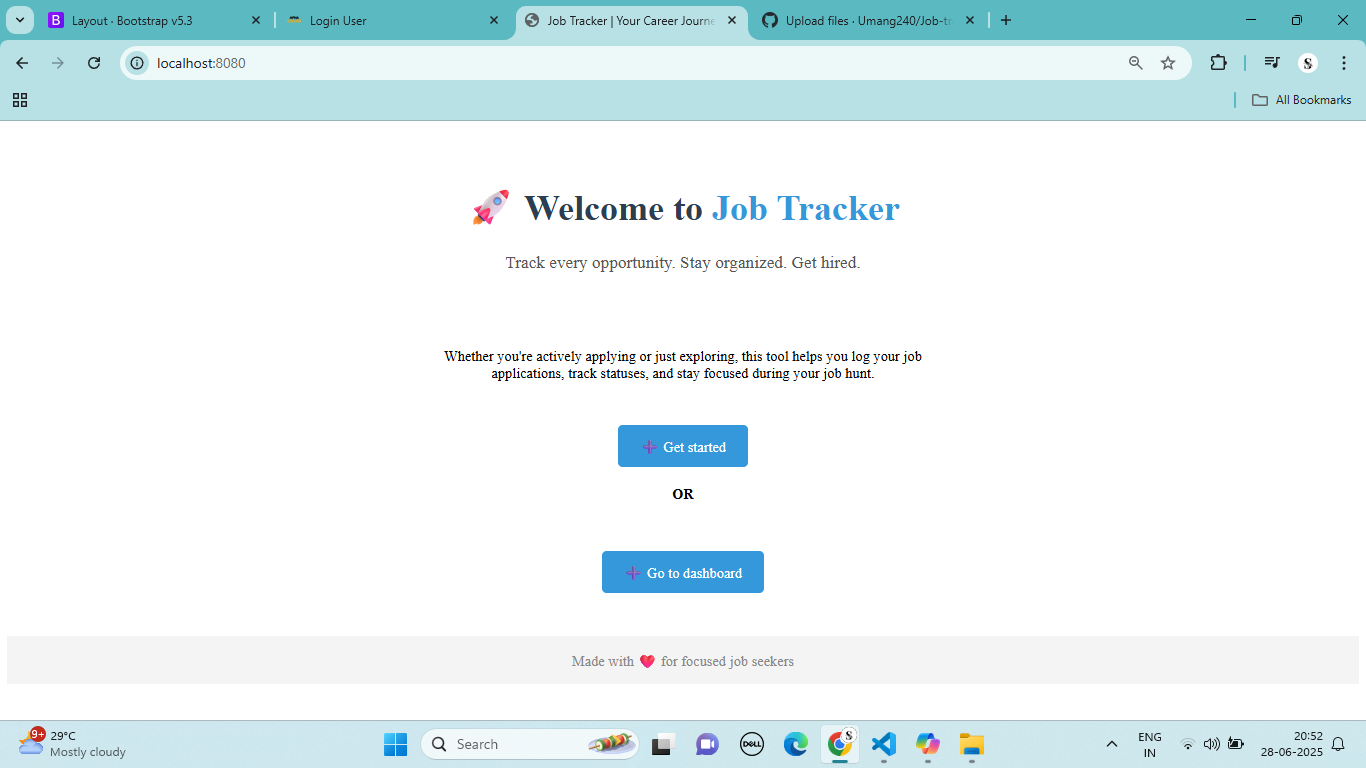 Layout · Bootstrap v5.3
Login User
Job Tracker | Your Career Journe
Upload files · Umang240/Job-tr
localhost:8080
All Bookmarks
🚀 Welcome to Job Tracker
Track every opportunity. Stay organized. Get hired.
Whether you're actively applying or just exploring, this tool helps you log your job
applications, track statuses, and stay focused during your job hunt.
➕ Get started
OR
➕ Go to dashboard
Made with ❤️ for focused job seekers
9+
29°C
Mostly cloudy
Search
DELL
ENG
IN
20:52
28-06-2025